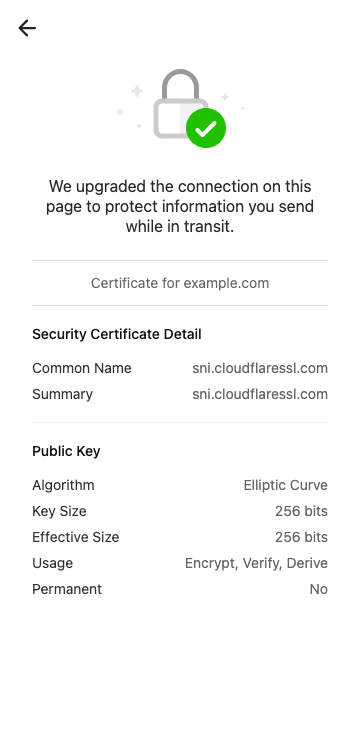 We upgraded the connection on this
page to protect information you send
while in transit.
Certificate for example.com
Security Certificate Detail
Common Name sni.cloudflaressl.com
Summary sni.cloudflaressl.com
Public Key
Algorithm Elliptic Curve
Key Size 256 bits
Effective Size 256 bits
Usage Encrypt, Verify, Derive
Permanent No